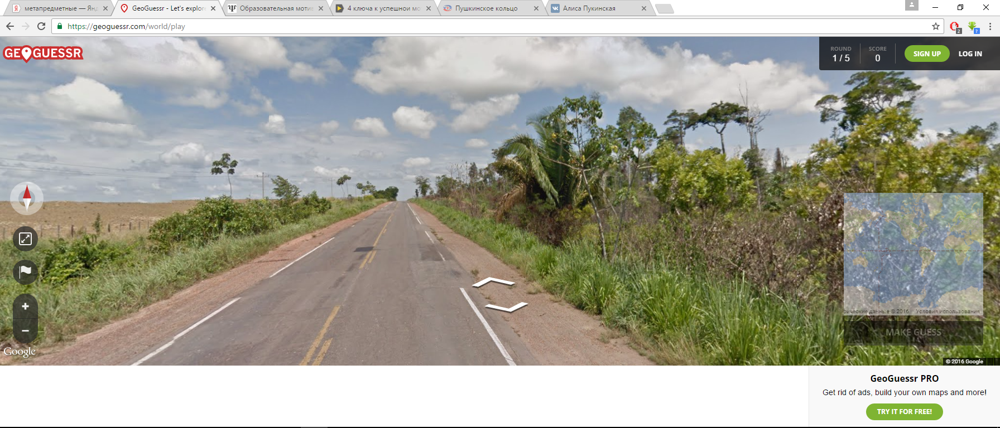 метапредметные — Янд
GeoGuessr - Let's explore
Образовательная мотив
4 ключа к успешной мо
Пушкинское кольцо
Алиса Пукинская
https://geoguessr.com/world/play
2
?
GEOGUESSR
ROUND
1 / 5
SCORE
0
SIGN UP
LOG IN
фические данные © 2016 Условия использования
MAKE GUESS
Google
© 2016 Google
GeoGuessr PRO
Get rid of ads, build your own maps and more!
TRY IT FOR FREE!